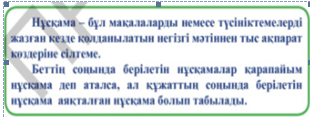 Нұсқама – бұл мақалаларды немесе түсініктемелерді
жазған кезде қолданылатын негізгі мәтіннен тыс ақпарат
көздеріне сілтеме.
Беттің соңында берілетін нұсқамалар қарапайым
нұсқама деп аталса, ал құжаттың соңында берілетін
нұсқама аяқталған нұсқама болып табылады.